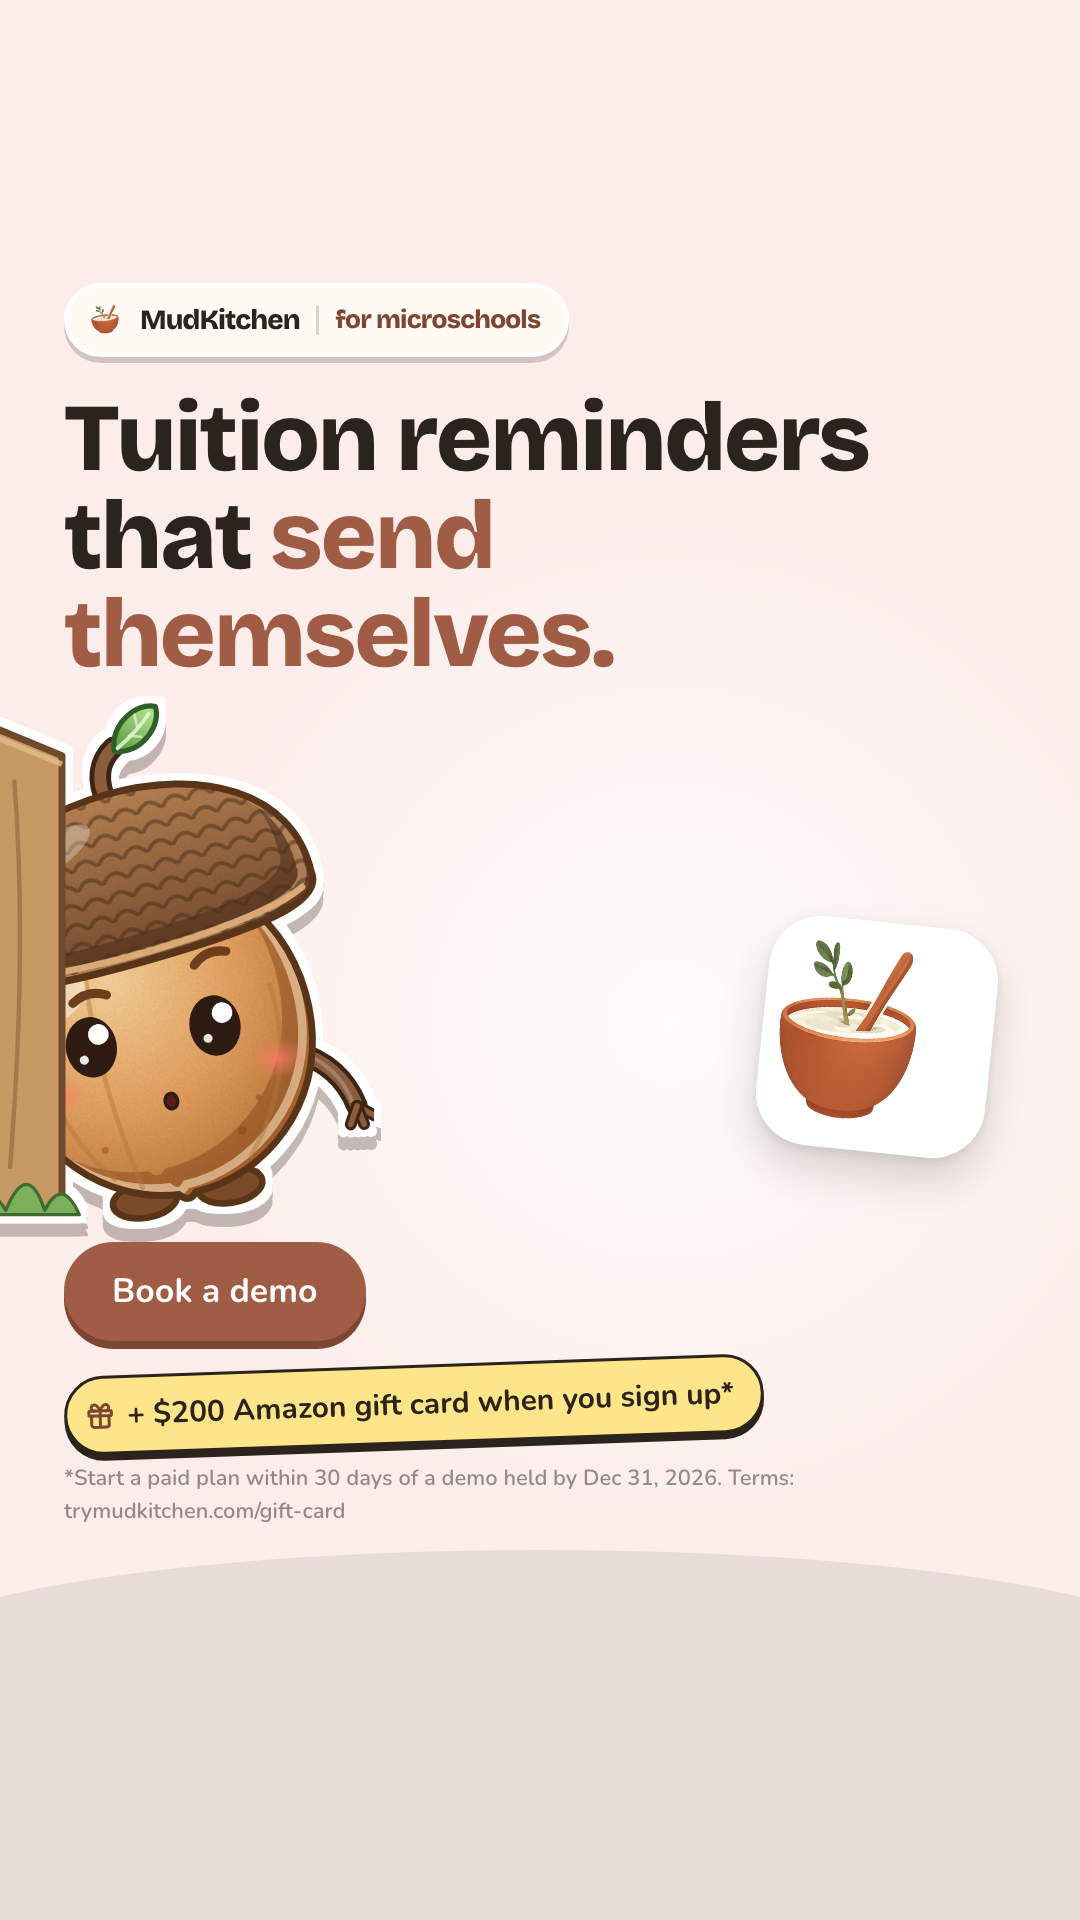 MudKitchen | for microschools
Tuition reminders
that send
themselves.
Book a demo
+ $200 Amazon gift card when you sign up*
*Start a paid plan within 30 days of a demo held by Dec 31, 2026. Terms:
trymudkitchen.com/gift-card